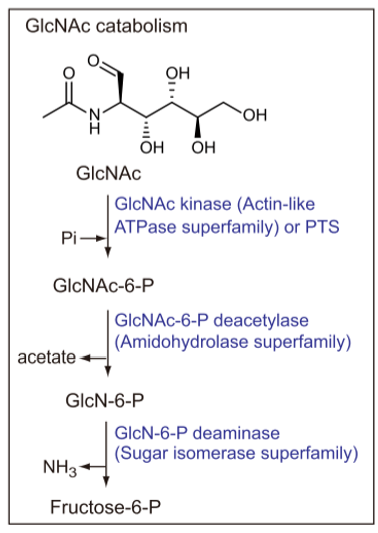 GlcNAc catabolism
O
O
OH
N
H
OH
OH
OH
GlcNAc
GlcNAc kinase (Actin-like
ATPase superfamily) or PTS
Pi
GlcNAc-6-P
GlcNAc-6-P deacetylase
(Amidohydrolase superfamily)
acetate
GlcN-6-P
GlcN-6-P deaminase
(Sugar isomerase superfamily)
NH3
Fructose-6-P